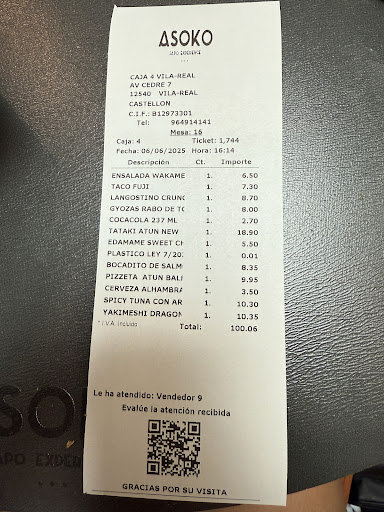 ASOKO
JAPO EXPERIENCE
CAJA 4 VILA-REAL
AV CEDRE 7
12540 VILA-REAL
CASTELLON
C.I.F.: B12973301
Tel: 964914141
Mesa: 16
Caja: 4 Ticket: 1,744
Fecha: 06/06/2025 Hora: 16:14
Descripción Ct. Importe
ENSALADA WAKAME 1. 6.50
TACO FUJI 1. 7.30
LANGOSTINO CRUNC 1. 8.70
GYOZAS RABO DE TO 1. 8.00
COCACOLA 237 ML 1. 2.70
TATAKI ATUN NEW 1. 18.90
EDAMAME SWEET CH 1. 5.50
PLASTICO LEY 7/202 1. 0.01
BOCADITO DE SALM 1. 8.35
PIZZETA ATUN BALI 1. 9.95
CERVEZA ALHAMBRA 1. 3.50
SPICY TUNA CON AR 1. 10.30
YAKIMESHI DRAGON 1. 10.35
* I.V.A. incluido Total: 100.06
Le ha atendido: Vendedor 9
Evalúe la atención recibida
GRACIAS POR SU VISITA